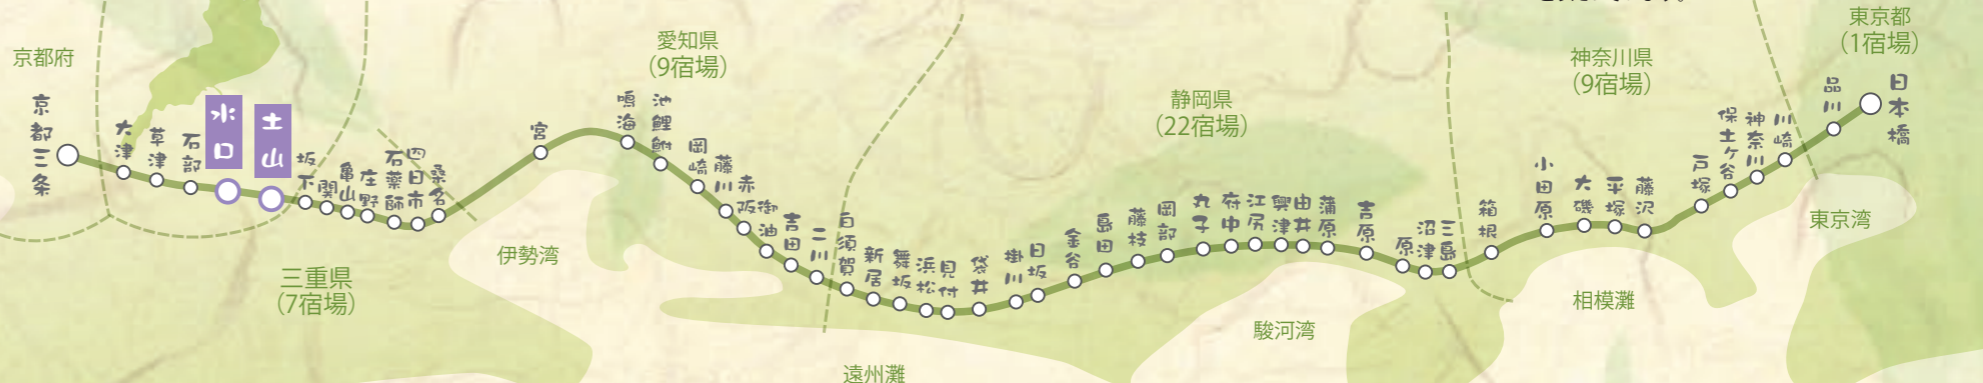 京都府
京都三条
大津
草津
石部
水口
土山
坂下
関
亀山
庄野
石薬師
四日市
桑名
三重県
（7宿場）
宮
伊勢湾
愛知県
（9宿場）
鳴海
池鯉鮒
岡崎
藤川
赤阪
御油
吉田
二川
白須賀
新居
舞坂
浜松
見付
袋井
掛川
日坂
金谷
島田
藤枝
岡部
丸子
府中
江尻
興津
由井
蒲原
吉原
原
沼津
三島
遠州灘
静岡県
（22宿場）
駿河湾
箱根
小田原
大磯
平塚
藤沢
戸塚
保土ヶ谷
神奈川
川崎
神奈川県
（9宿場）
相模灘
品川
日本橋
東京都
（1宿場）
東京湾